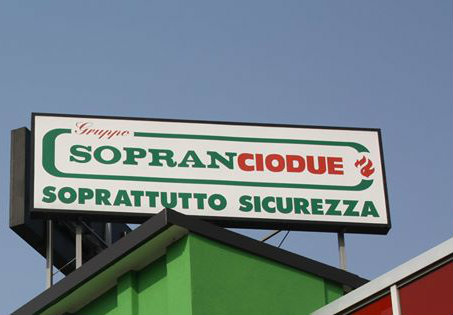 Gruppo
SOPRANCIODUE
SOPRATTUTTO SICUREZZA